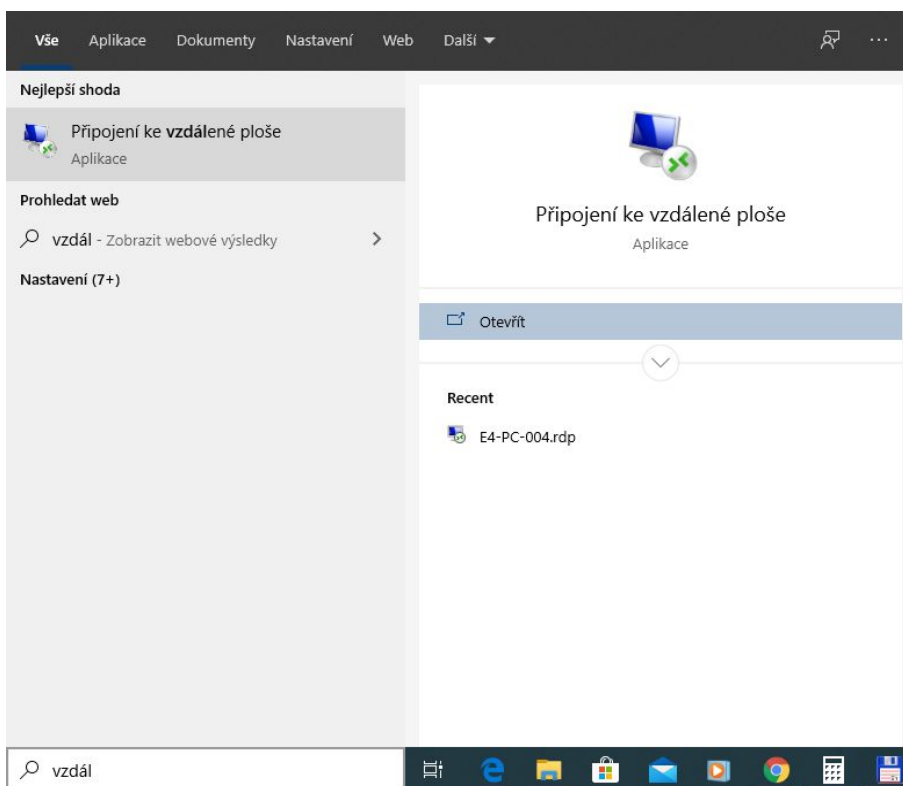 Vše Aplikace Dokumenty Nastavení Web Další
Nejlepší shoda
Připojení ke vzdálené ploše
Aplikace
Prohledat web
vzdál - Zobrazit webové výsledky
Nastavení (7+)
Připojení ke vzdálené ploše
Aplikace
Otevřít
Recent
E4-PC-004.rdp
vzdál